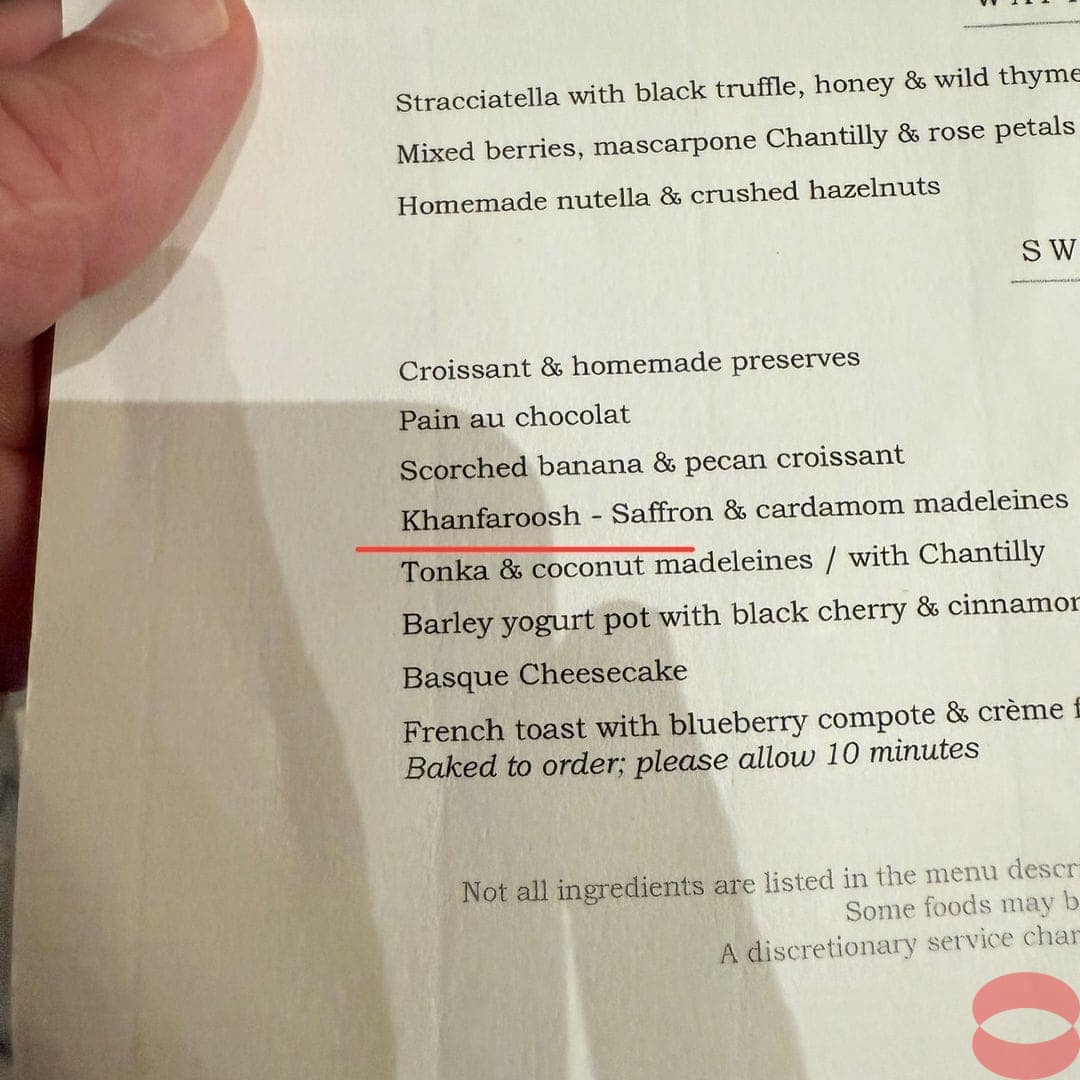 Stracciatella with black truffle, honey & wild thyme
Mixed berries, mascarpone Chantilly & rose petals
Homemade nutella & crushed hazelnuts
S W
Croissant & homemade preserves
Pain au chocolat
Scorched banana & pecan croissant
Khanfaroosh - Saffron & cardamom madeleines
Tonka & coconut madeleines / with Chantilly
Barley yogurt pot with black cherry & cinnamon
Basque Cheesecake
French toast with blueberry compote & crème f
Baked to order; please allow 10 minutes
Not all ingredients are listed in the menu descr
Some foods may b
A discretionary service char